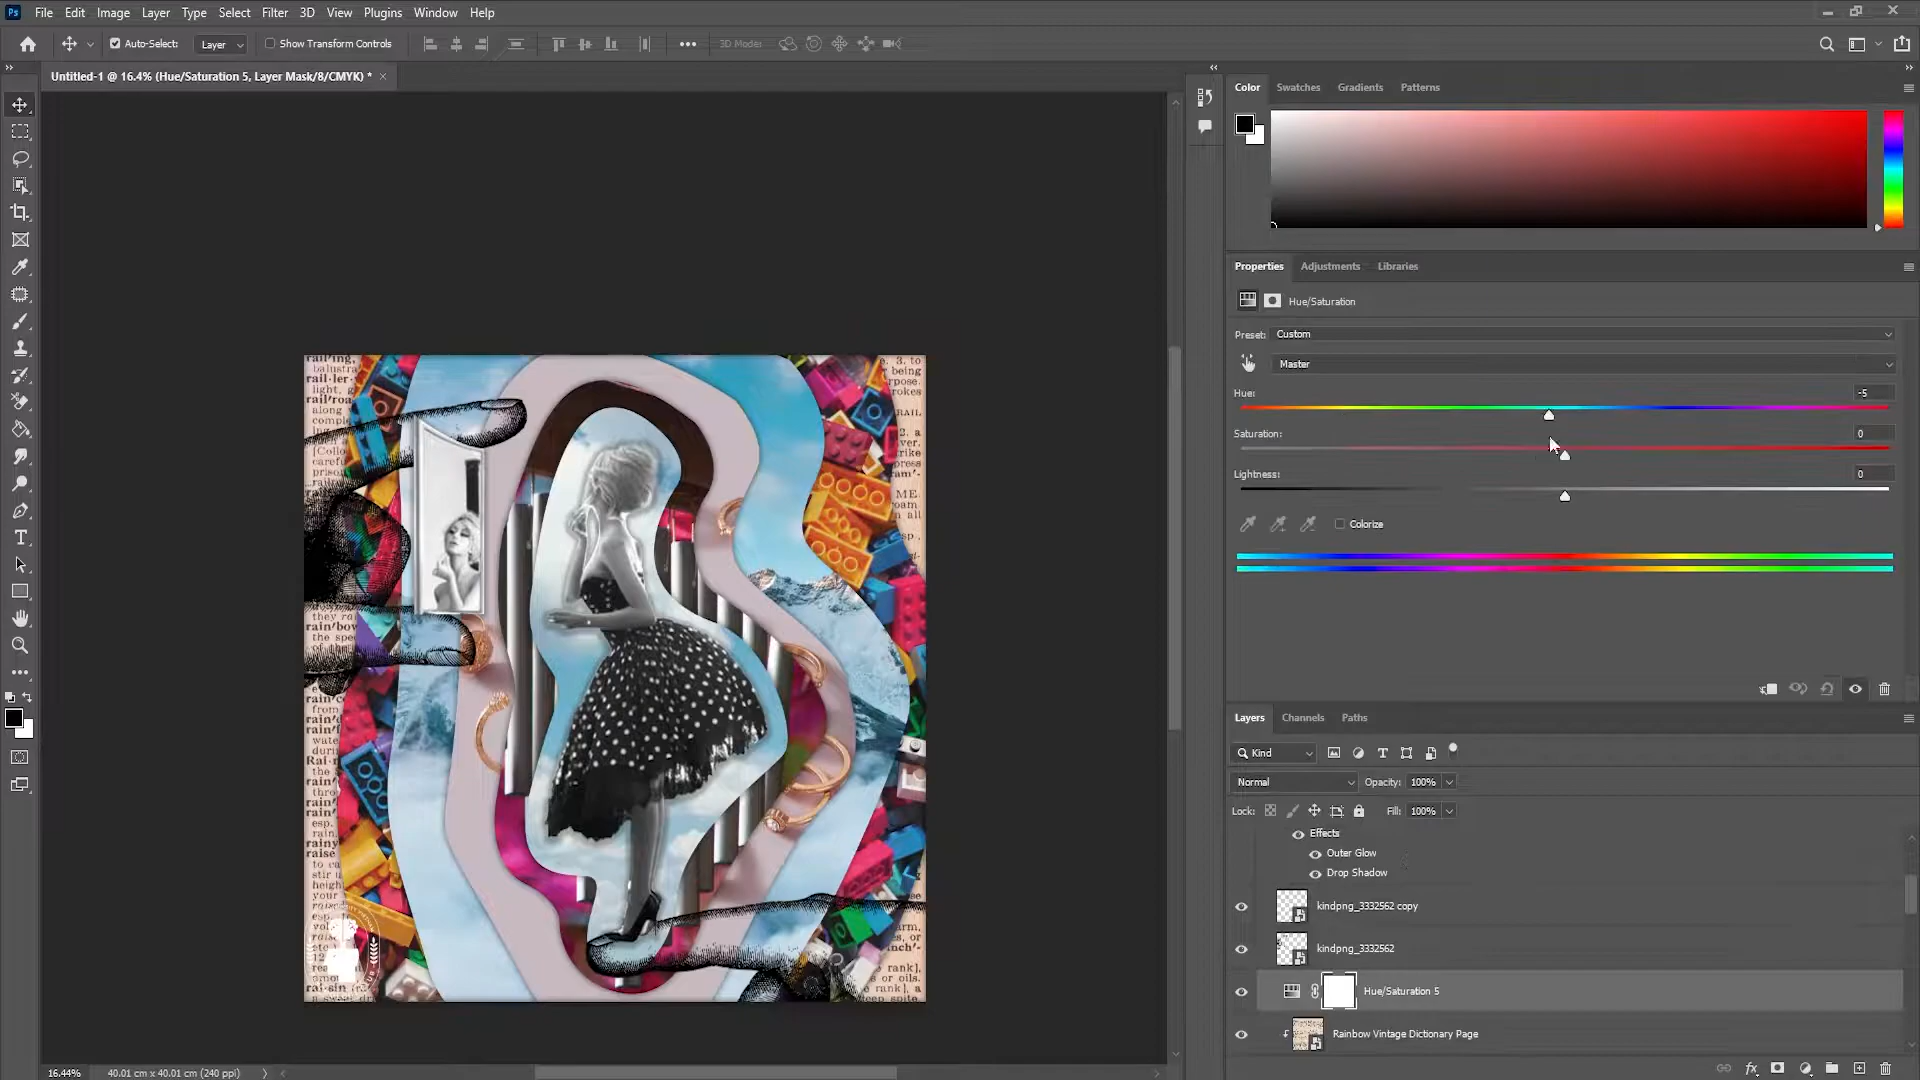 Ps File Edit Image Layer Type Select Filter 3D View Plugins Window Help
Auto-Select: Layer Show Transform Controls 3D Mode:
Untitled-1 @ 16.4% (Hue/Saturation 5, Layer Mask/8/CMYK) *
Color Swatches Gradients Patterns
Properties Adjustments Libraries
Hue/Saturation
Preset: Custom
Master
Hue: -5
Saturation: 0
Lightness: 0
Colorize
Layers Channels Paths
Kind
Normal Opacity: 100%
Lock: Fill: 100%
Effects
Outer Glow
Drop Shadow
kindpng_3332562 copy
kindpng_3332562
Hue/Saturation 5
Rainbow Vintage Dictionary Page
16.44% 40.01 cm x 40.01 cm (240 ppi)